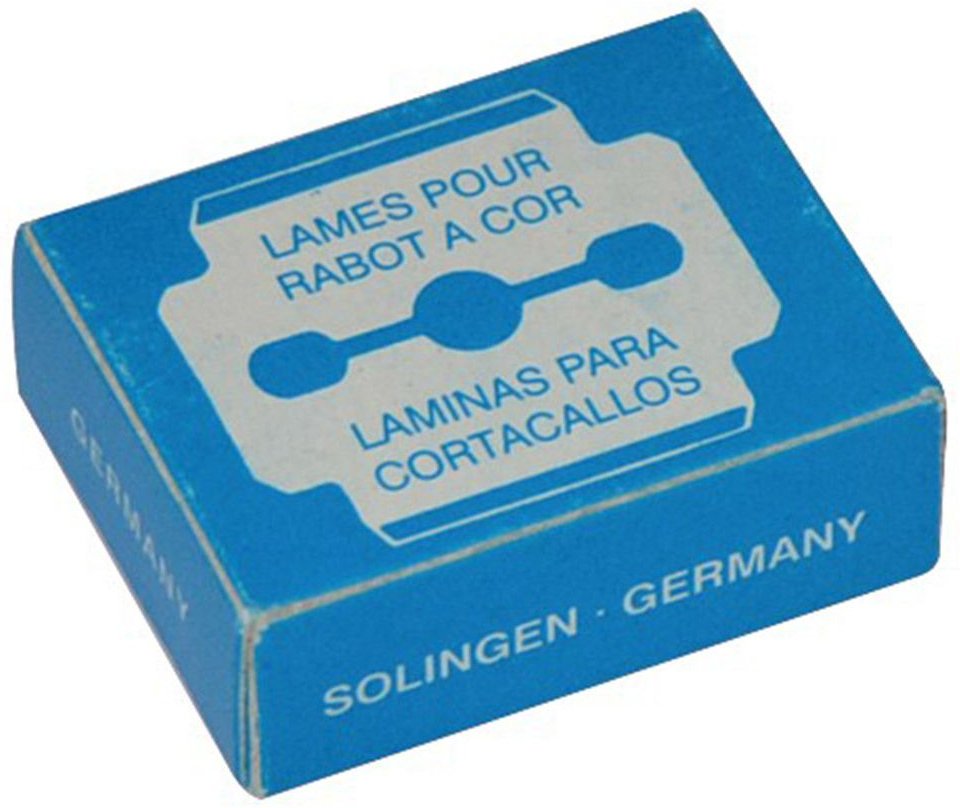 LAMES POUR
RABOT A COR
LAMINAS PARA
CORTACALLOS
GERMANY
SOLINGEN · GERMANY